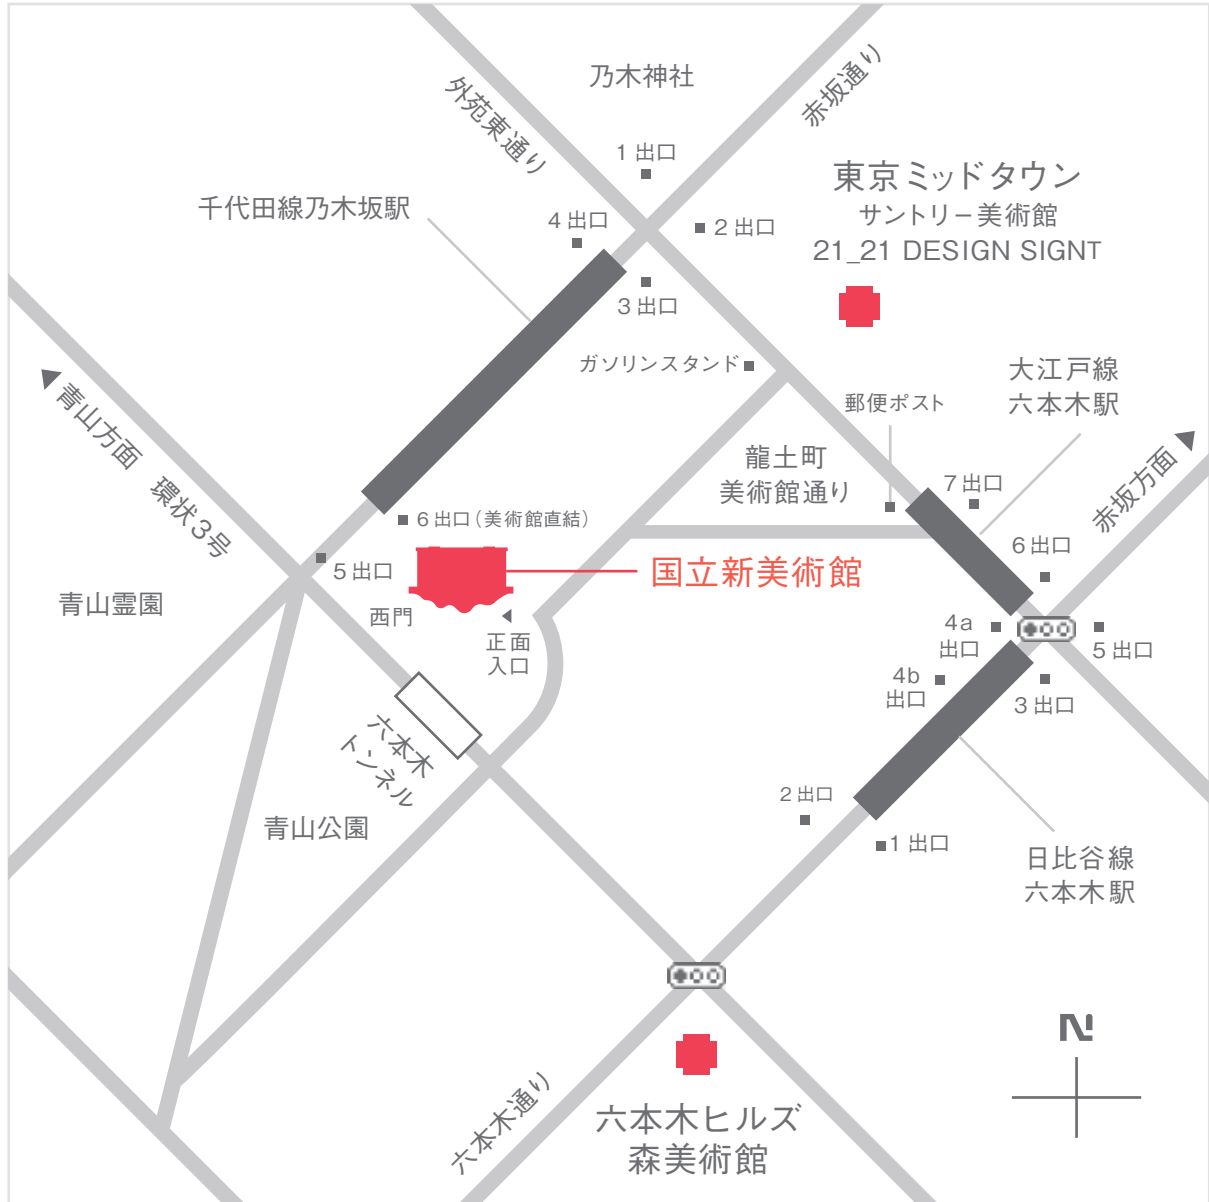 乃木神社
外苑東通り
赤坂通り
1 出口
東京ミッドタウン
サントリー美術館
21_21 DESIGN SIGNT
千代田線乃木坂駅
4 出口
2 出口
3 出口
ガソリンスタンド
大江戸線
六本木駅
郵便ポスト
青山方面 環状3号
龍土町
美術館通り
7 出口
赤坂方面
6 出口（美術館直結）
6 出口
5 出口
国立新美術館
青山霊園
西門
正面
入口
4a
出口
5 出口
4b
出口
3 出口
六本木
トンネル
2 出口
青山公園
1 出口
日比谷線
六本木駅
N
六本木通り
六本木ヒルズ
森美術館